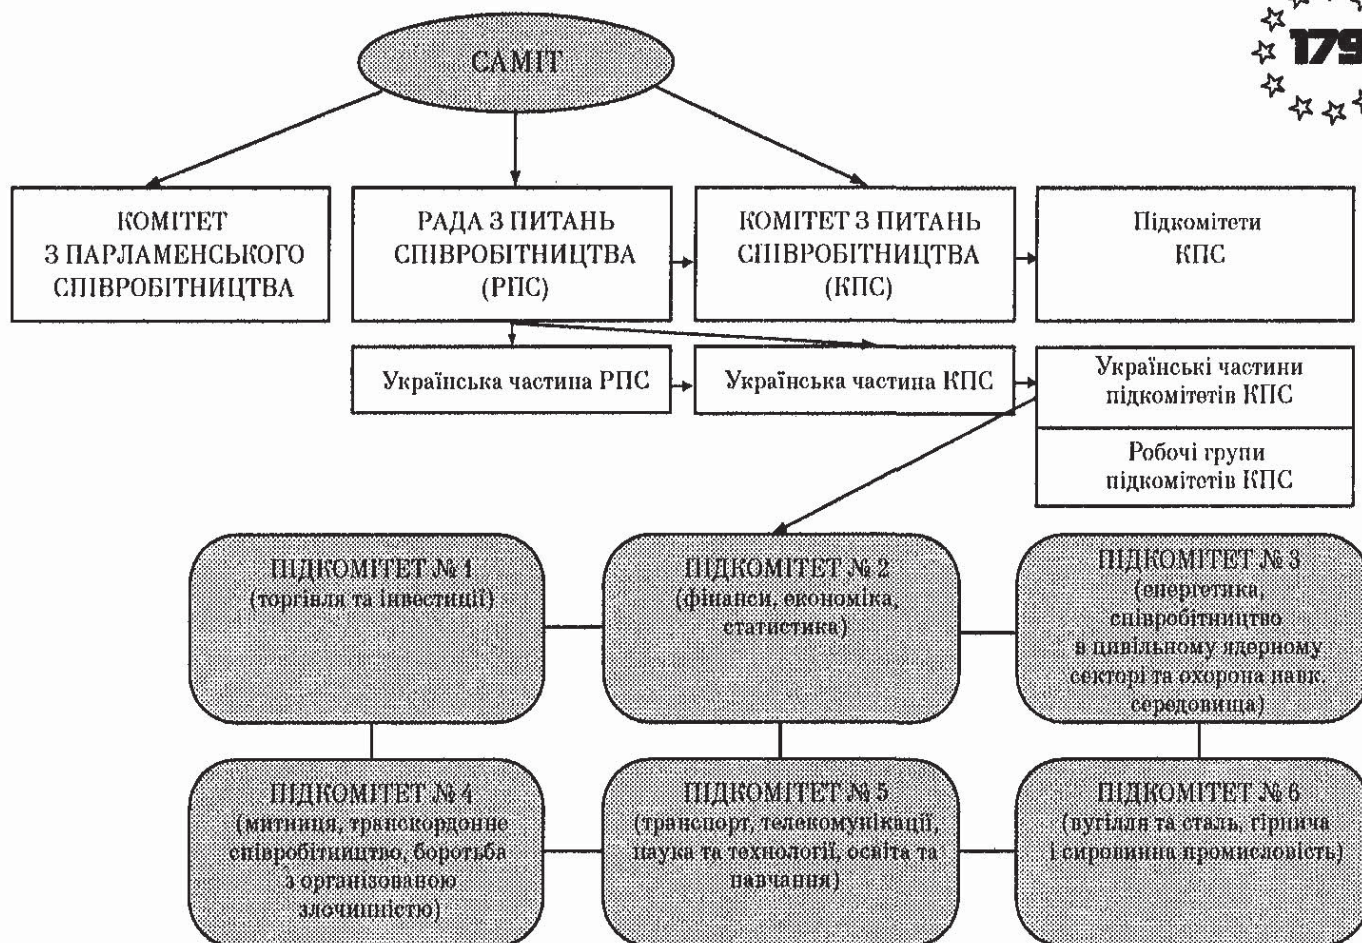 179
САМІТ
КОМІТЕТ
З ПАРЛАМЕНСЬКОГО
СПІВРОБІТНИЦТВА
РАДА З ПИТАНЬ
СПІВРОБІТНИЦТВА
(РПС)
КОМІТЕТ З ПИТАНЬ
СПІВРОБІТНИЦТВА
(КПС)
Підкомітети
КПС
Українська частина РПС
Українська частина КПС
Українські частини
підкомітетів КПС
Робочі групи
підкомітетів КПС
ПІДКОМІТЕТ № 1
(торгівля та інвестиції)
ПІДКОМІТЕТ № 2
(фінанси, економіка,
статистика)
ПІДКОМІТЕТ № 3
(енергетика,
співробітництво
в цивільному ядерному
секторі та охорона навк.
середовища)
ПІДКОМІТЕТ № 4
(митниця, транскордонне
співробітництво, боротьба
з організованою
злочинністю)
ПІДКОМІТЕТ № 5
(транспорт, телекомунікації,
наука та технології, освіта та
навчання)
ПІДКОМІТЕТ № 6
(вугілля та сталь, гірнича
і сировинна промисловість)